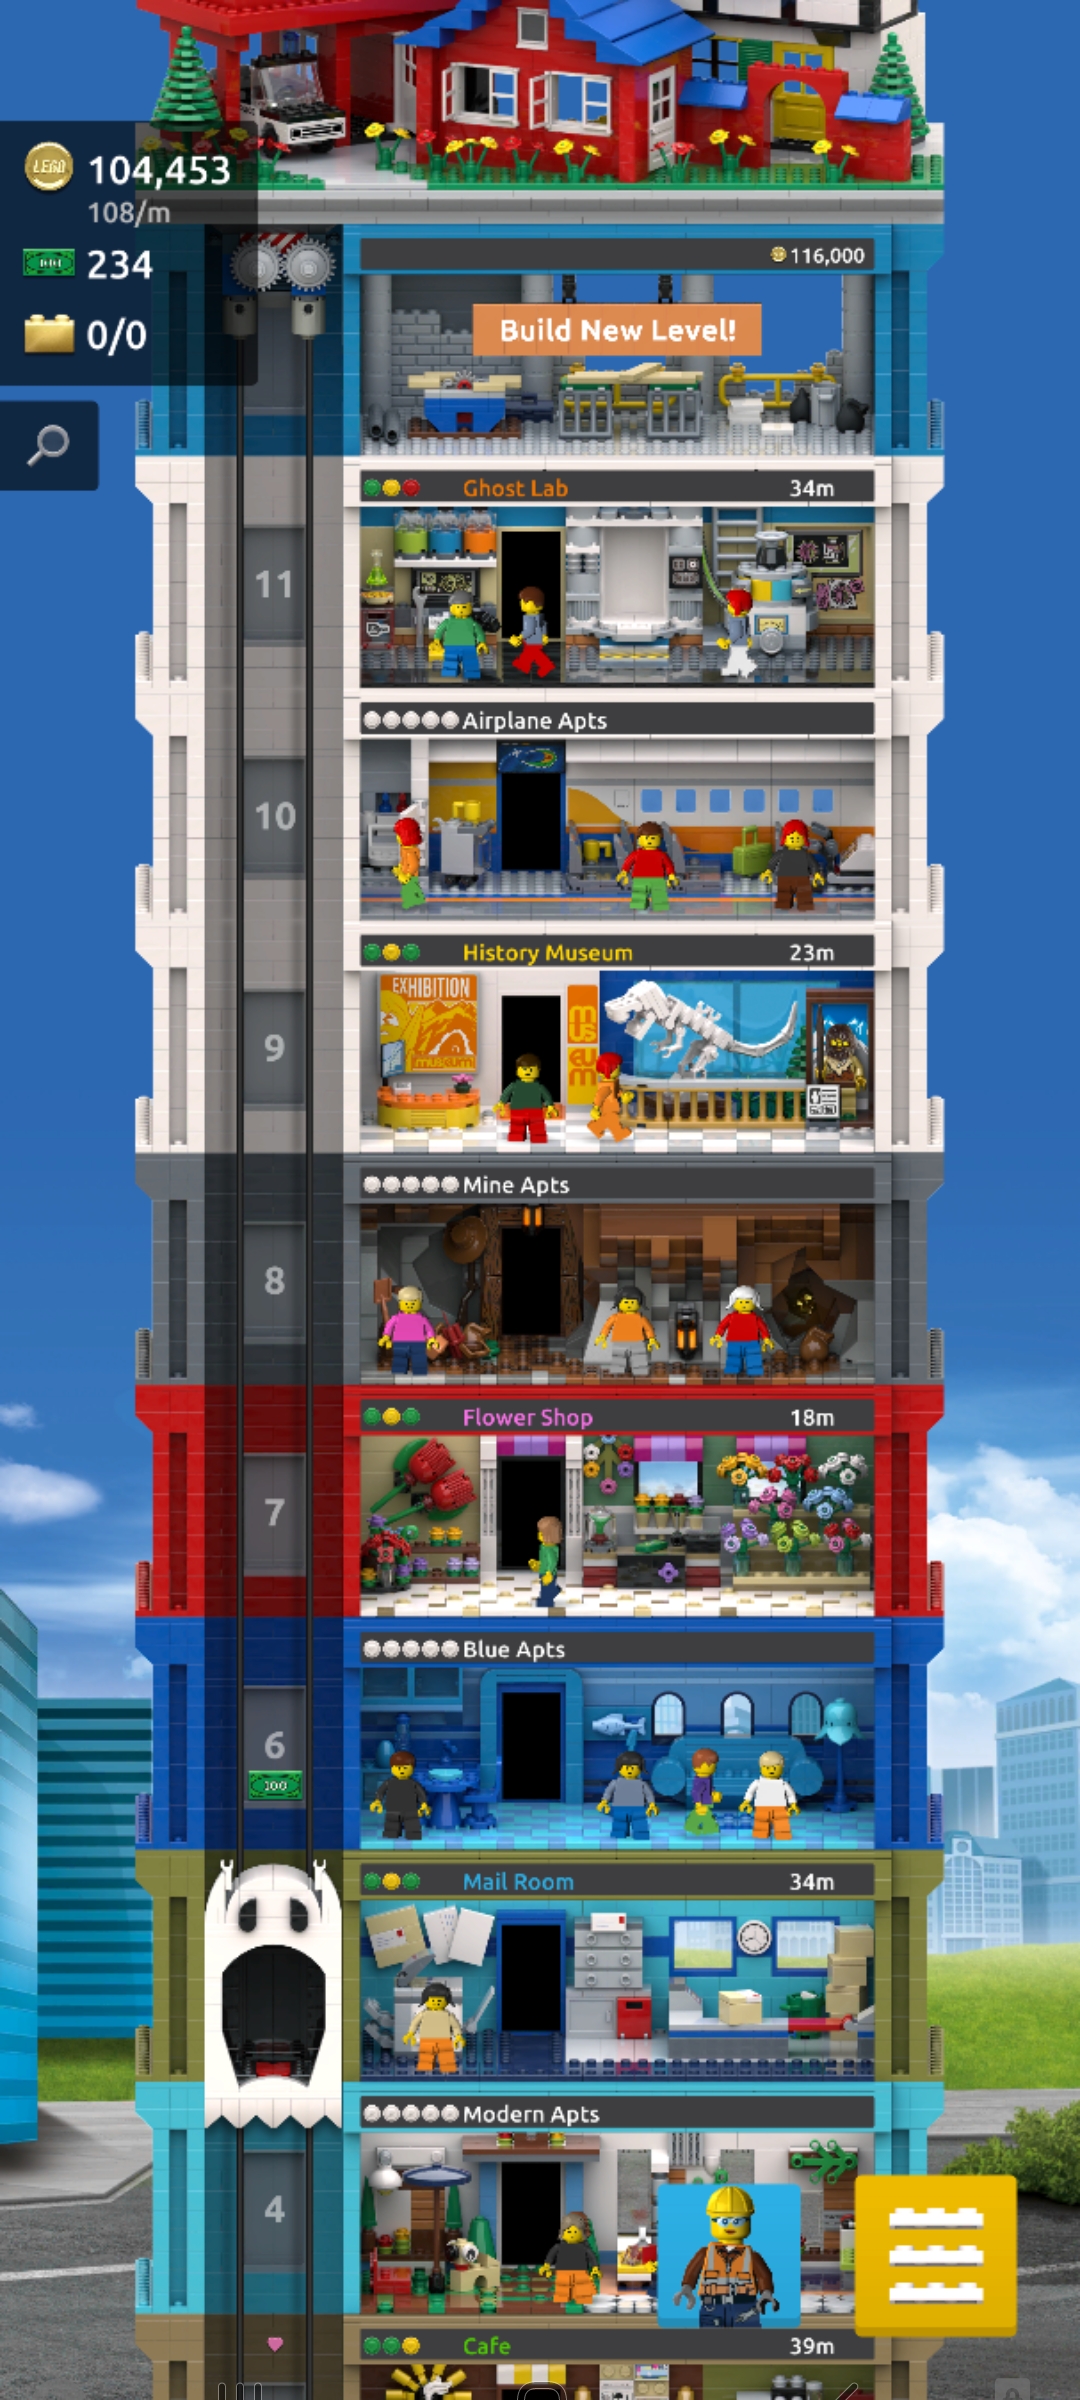 LEGO 104,453
108/m
234
0/0
116,000
Build New Level!
Ghost Lab 34m
11
Airplane Apts
10
History Museum 23m
EXHIBITION
MUSEUM
MUSEUM
9
Mine Apts
8
Flower Shop 18m
7
Blue Apts
6
100
Mail Room 34m
Modern Apts
4
Cafe 39m